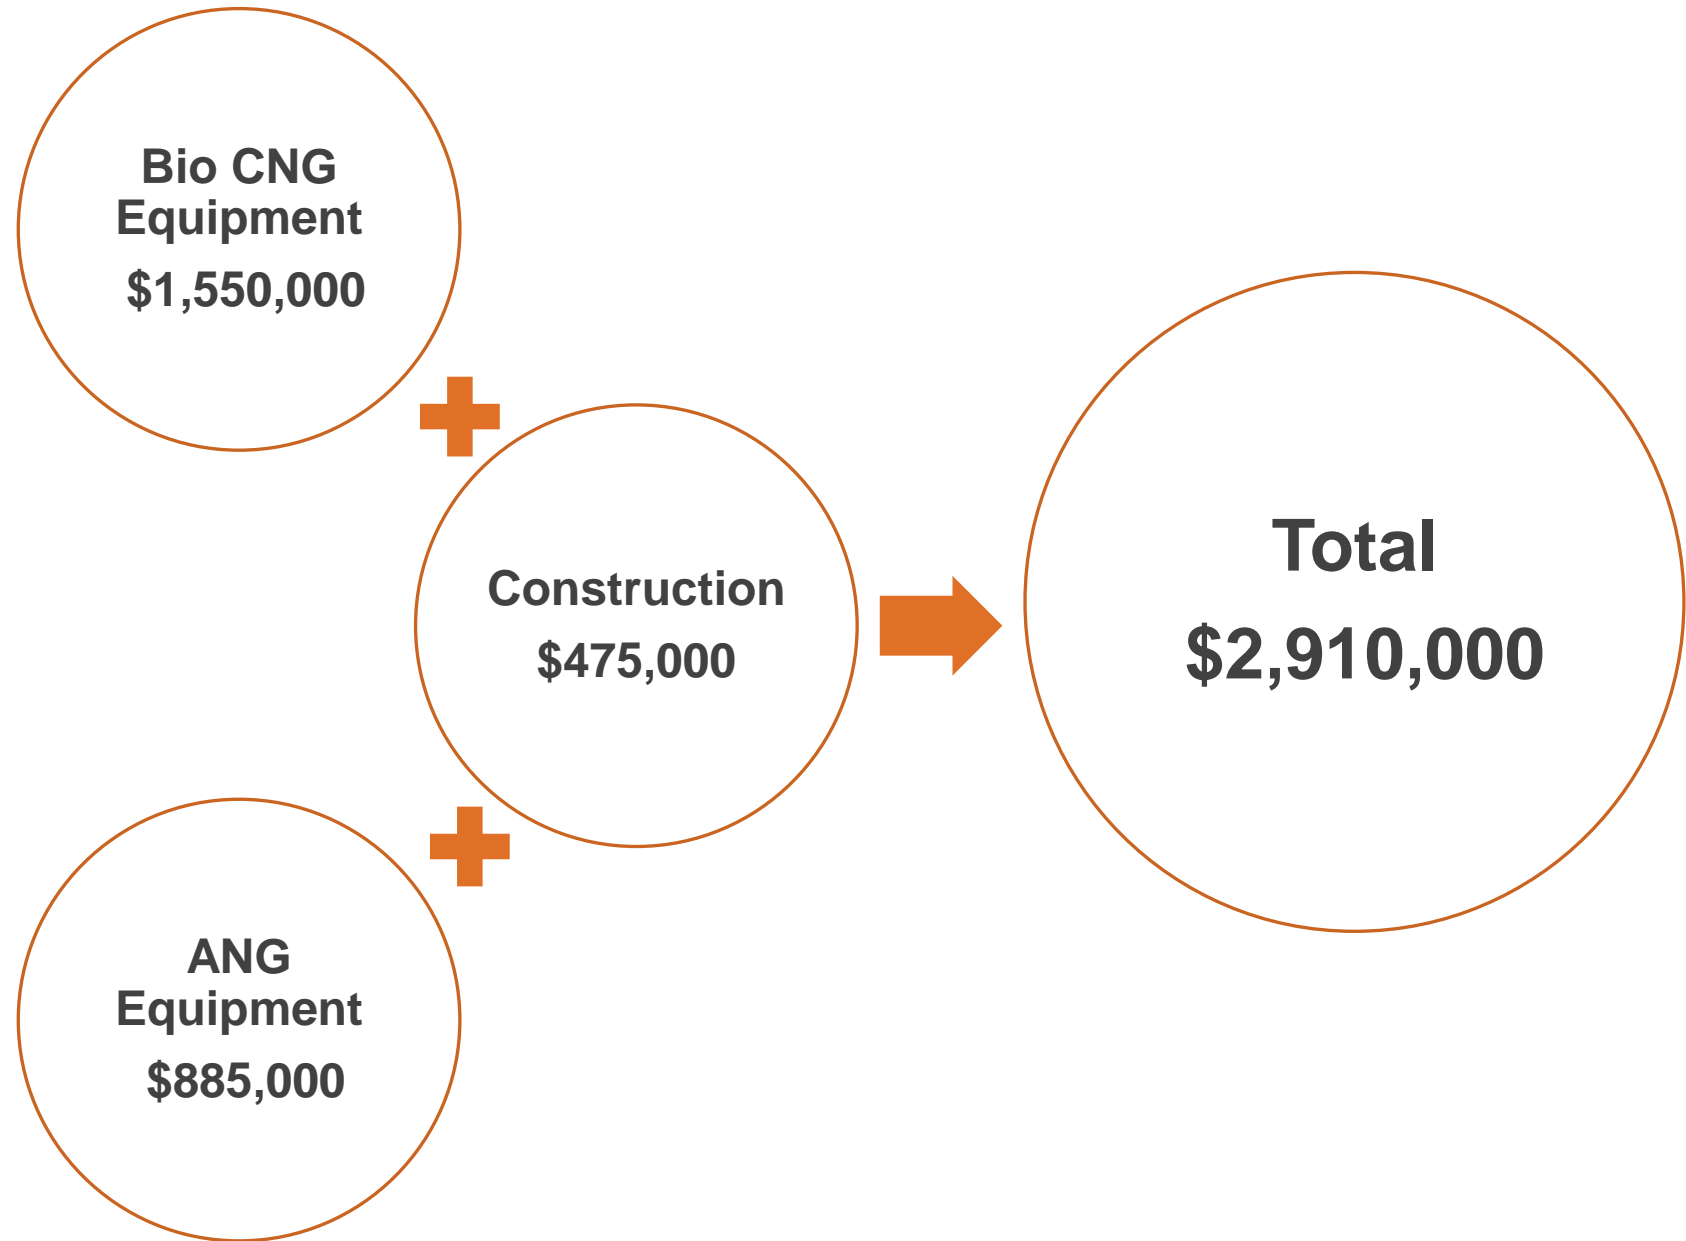 Bio CNG
Equipment
$1,550,000
Construction
$475,000
ANG
Equipment
$885,000
Total
$2,910,000